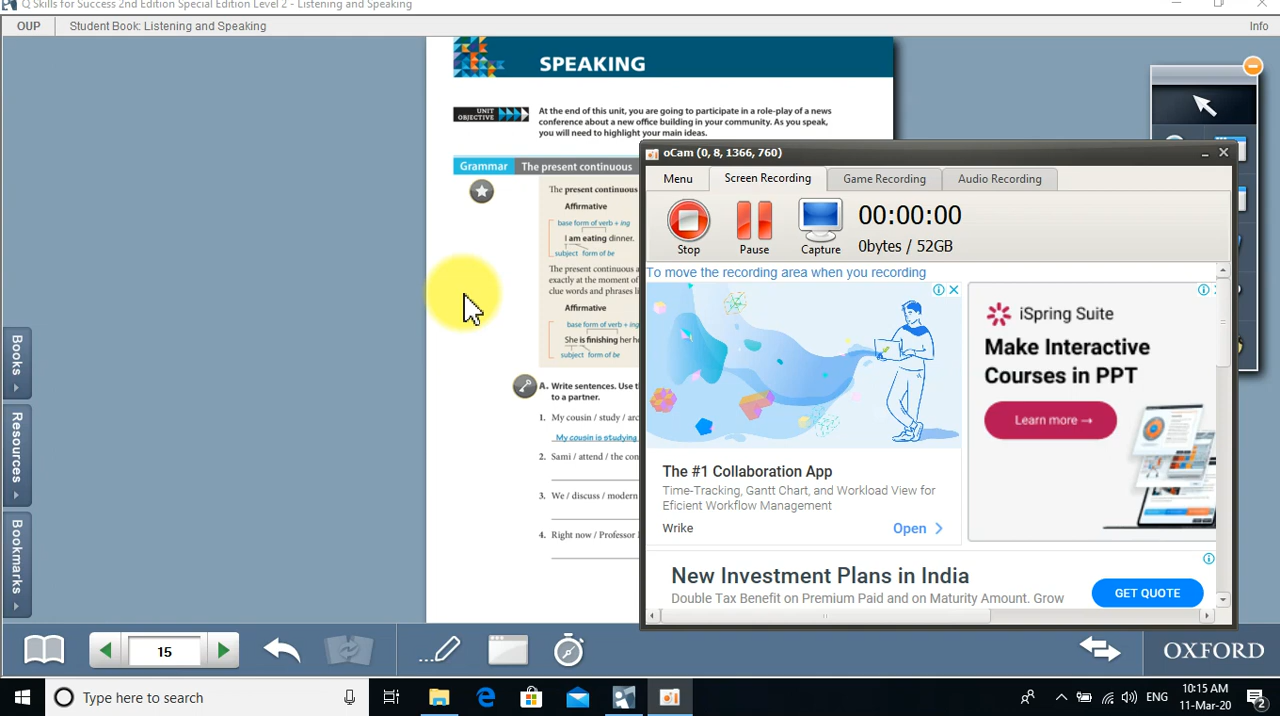 Q Skills for Success 2nd Edition Special Edition Level 2 - Listening and Speaking
OUP Student Book: Listening and Speaking Info
SPEAKING
UNIT OBJECTIVE
At the end of this unit, you are going to participate in a role-play of a news
conference about a new office building in your community. As you speak,
you will need to highlight your main ideas.
Grammar The present continuous
The present continuous
Affirmative
base form of verb + ing
I am eating dinner.
subject form of be
The present continuous
exactly at the moment of
clue words and phrases
Affirmative
base form of verb + ing
She is finishing her
subject form of be
A. Write sentences. Use
to a partner.
1. My cousin / study /
My cousin is studying
2. Sami / attend / the
3. We / discuss / modern
4. Right now / Professor
oCam (0, 8, 1366, 760)
Menu Screen Recording Game Recording Audio Recording
Stop Pause Capture
00:00:00
0bytes / 52GB
To move the recording area when you recording
The #1 Collaboration App
Time-Tracking, Gantt Chart, and Workload View for
Eficient Workflow Management
Wrike Open
iSpring Suite
Make Interactive
Courses in PPT
Learn more →
New Investment Plans in India
Double Tax Benefit on Premium Paid and on Maturity Amount. Grow
GET QUOTE
Books
Resources
Bookmarks
15
OXFORD
Type here to search
ENG
10:15 AM
11-Mar-20
2